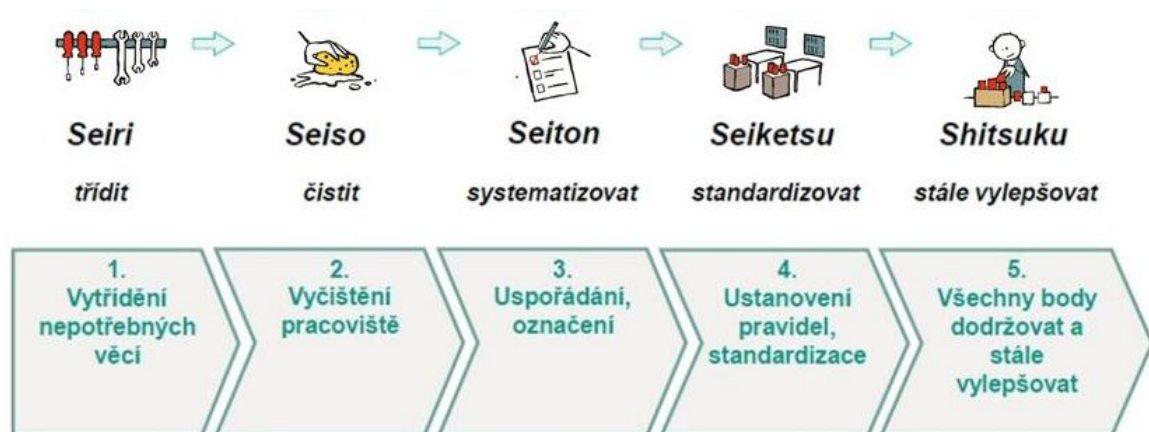 Seiri
Seiso
Seiton
Seiketsu
Shitsuku
třídit
čistit
systematizovat
standardizovat
stále vylepšovat
1.
Vytřídění
nepotřebných
věcí
2.
Vyčištění
pracoviště
3.
Uspořádání,
označení
4.
Ustanovení
pravidel,
standardizace
5.
Všechny body
dodržovat a
stále
vylepšovat